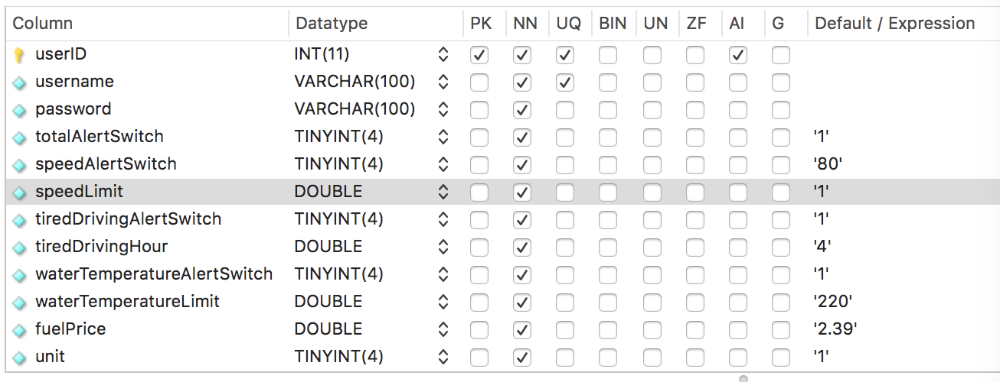 Column Datatype PK NN UQ BIN UN ZF AI G Default / Expression
userID INT(11)
username VARCHAR(100)
password VARCHAR(100)
totalAlertSwitch TINYINT(4) '1'
speedAlertSwitch TINYINT(4) '80'
speedLimit DOUBLE '1'
tiredDrivingAlertSwitch TINYINT(4) '1'
tiredDrivingHour DOUBLE '4'
waterTemperatureAlertSwitch TINYINT(4) '1'
waterTemperatureLimit DOUBLE '220'
fuelPrice DOUBLE '2.39'
unit TINYINT(4) '1'